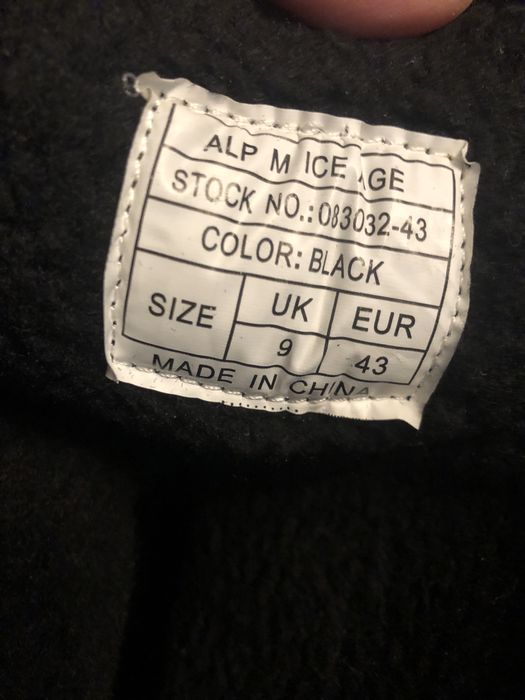 ALP M ICE AGE
STOCK NO.:083032-43
COLOR: BLACK
SIZE UK EUR
9 43
MADE IN CHINA